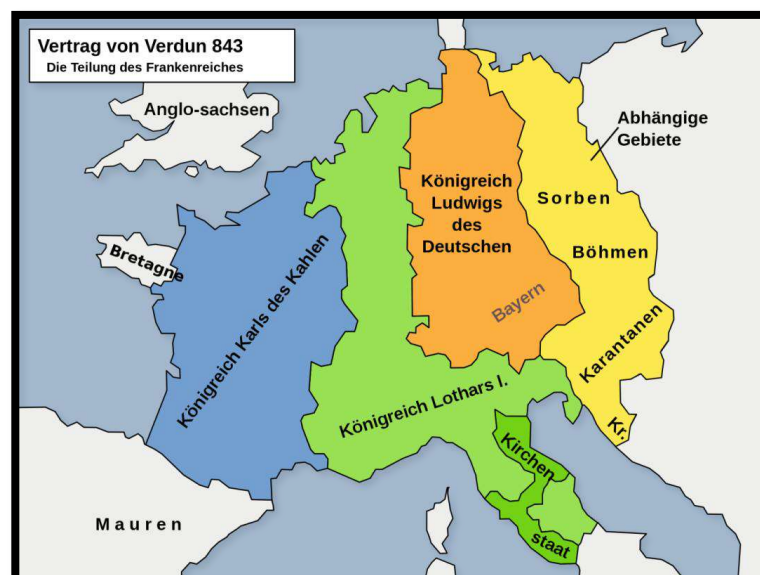 Vertrag von Verdun 843
Die Teilung des Frankenreiches
Anglo-sachsen
Abhängige
Gebiete
Königreich
Ludwigs
des
Deutschen
Sorben
Bretagne
Böhmen
Bayern
Königreich Karls des Kahlen
Karantanen
Königreich Lothars I.
Kr.
Kirchen
staat
Mauren